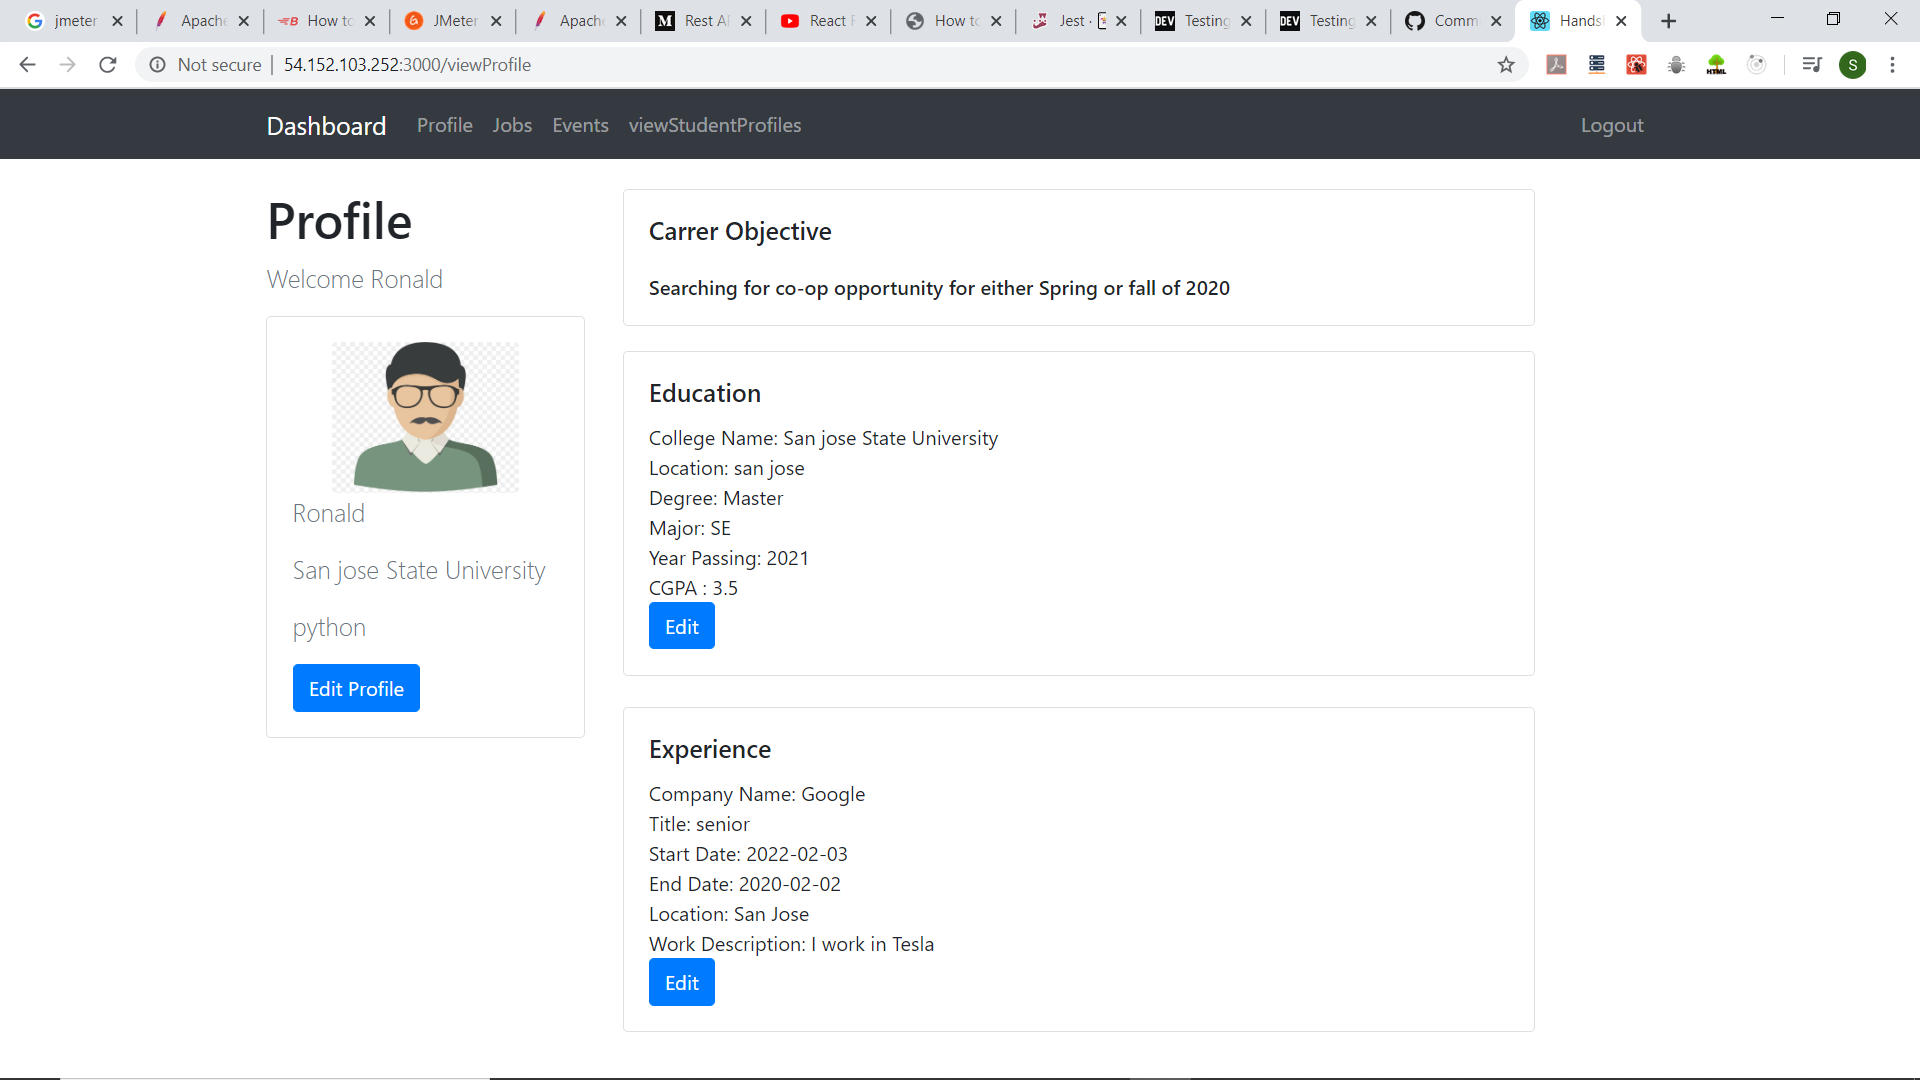 jmeter
Apache
How to
JMeter
Apache
Rest A
React
How to
Jest ·
DEV Testing
DEV Testing
Comm
Hands
Not secure | 54.152.103.252:3000/viewProfile
S
Dashboard Profile Jobs Events viewStudentProfiles Logout
Profile
Welcome Ronald
Ronald
San jose State University
python
Edit Profile
Carrer Objective
Searching for co-op opportunity for either Spring or fall of 2020
Education
College Name: San jose State University
Location: san jose
Degree: Master
Major: SE
Year Passing: 2021
CGPA : 3.5
Edit
Experience
Company Name: Google
Title: senior
Start Date: 2022-02-03
End Date: 2020-02-02
Location: San Jose
Work Description: I work in Tesla
Edit